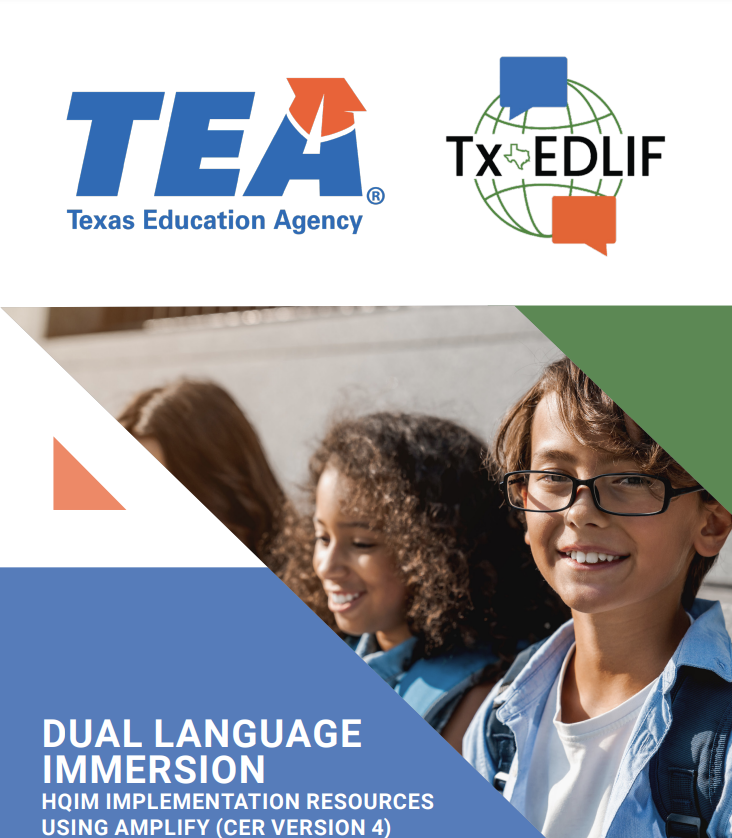 TEA®
Texas Education Agency
Tx EDLIF
DUAL LANGUAGE
IMMERSION
HQIM IMPLEMENTATION RESOURCES
USING AMPLIFY (CER VERSION 4)